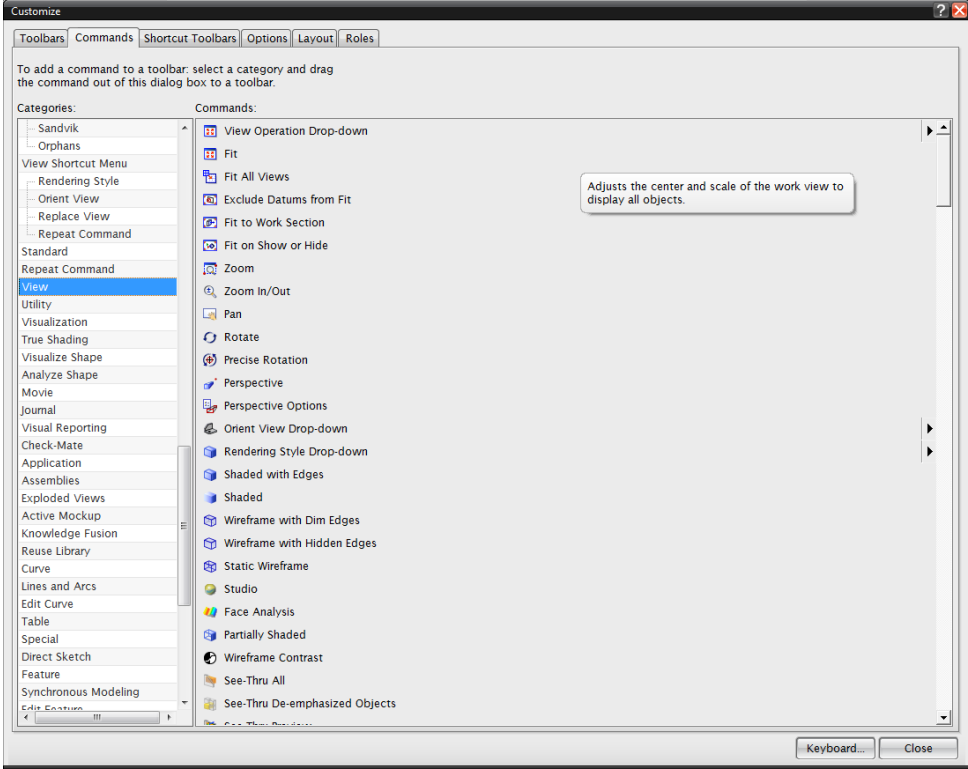 Customize
Toolbars Commands Shortcut Toolbars Options Layout Roles
To add a command to a toolbar: select a category and drag
the command out of this dialog box to a toolbar.
Categories:
Sandvik
Orphans
View Shortcut Menu
Rendering Style
Orient View
Replace View
Repeat Command
Standard
Repeat Command
View
Utility
Visualization
True Shading
Visualize Shape
Analyze Shape
Movie
Journal
Visual Reporting
Check-Mate
Application
Assemblies
Exploded Views
Active Mockup
Knowledge Fusion
Reuse Library
Curve
Lines and Arcs
Edit Curve
Table
Special
Direct Sketch
Feature
Synchronous Modeling
Edit Feature
Commands:
View Operation Drop-down
Fit
Fit All Views
Exclude Datums from Fit
Fit to Work Section
Fit on Show or Hide
Zoom
Zoom In/Out
Pan
Rotate
Precise Rotation
Perspective
Perspective Options
Orient View Drop-down
Rendering Style Drop-down
Shaded with Edges
Shaded
Wireframe with Dim Edges
Wireframe with Hidden Edges
Static Wireframe
Studio
Face Analysis
Partially Shaded
Wireframe Contrast
See-Thru All
See-Thru De-emphasized Objects
See-Thru Preview
Adjusts the center and scale of the work view to
display all objects.
Keyboard... Close